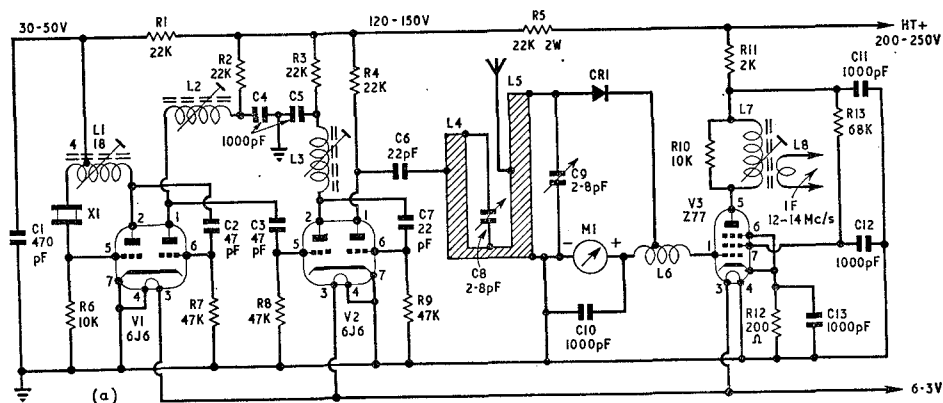 30-50V
R1
22K
120-150V
R5
22K 2W
HT+
200-250V
R2
22K
R3
22K
R4
22K
R11
2K
C11
1000pF
L2
C4
C5
1000pF
L5
CR1
L7
R13
68K
L1
4 18
L3
C6
22pF
L4
R10
10K
L8
C9
2-8pF
V3
Z77
IF
12-14 Mc/s
X1
C1
470
pF
2
1
5
6
7
4
3
C2
47
pF
C3
47
pF
2
1
5
6
7
3
4
C7
22
pF
C8
2-8pF
M1
-
+
L6
5
6
1
7
2
3
4
C12
1000pF
R6
10K
V1
6J6
R7
47K
R8
47K
V2
6J6
R9
47K
C10
1000pF
R12
200
Ω
C13
1000pF
(a)
6·3V